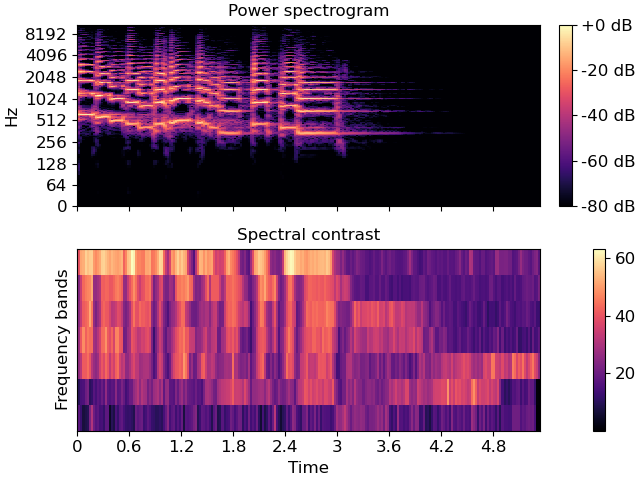 Power spectrogram
8192
4096
2048
1024
512
256
128
64
0
Hz
+0 dB
-20 dB
-40 dB
-60 dB
-80 dB
Spectral contrast
Frequency bands
0 0.6 1.2 1.8 2.4 3 3.6 4.2 4.8
Time
60
40
20